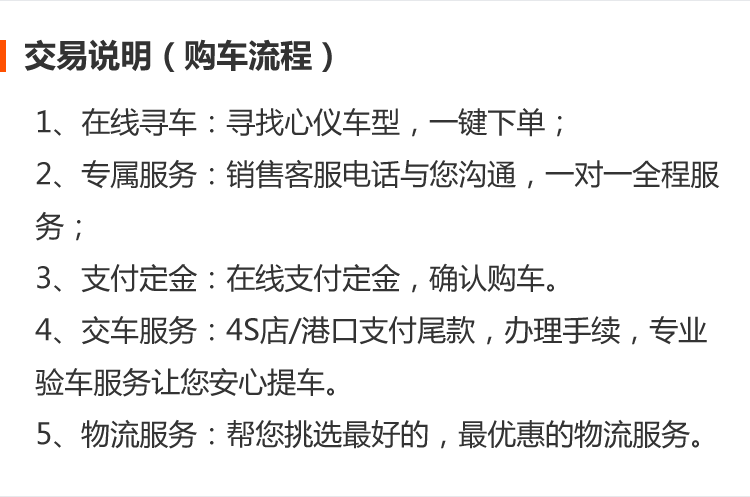 交易说明（购车流程）
1、在线寻车：寻找心仪车型，一键下单；
2、专属服务：销售客服电话与您沟通，一对一全程服
务；
3、支付定金：在线支付定金，确认购车。
4、交车服务：4S店/港口支付尾款，办理手续，专业
验车服务让您安心提车。
5、物流服务：帮您挑选最好的，最优惠的物流服务。